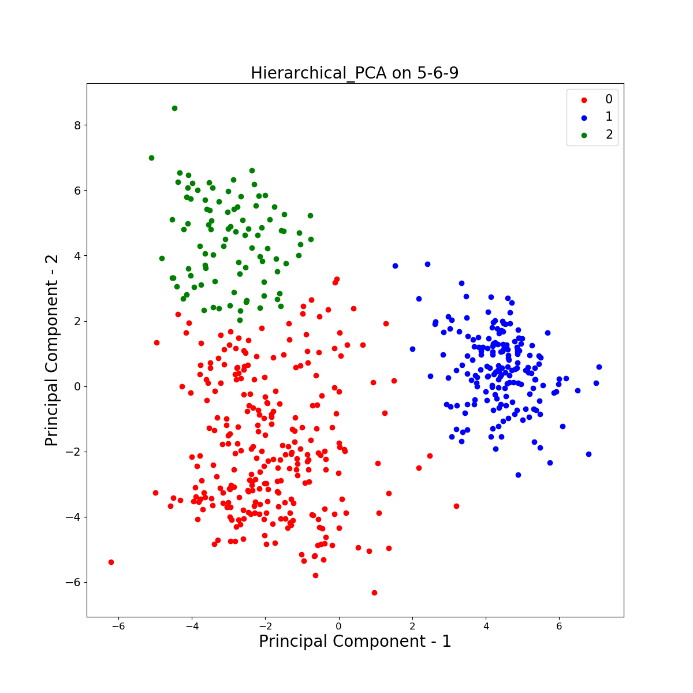 Hierarchical_PCA on 5-6-9
0
1
2
8
6
4
2
0
−2
−4
−6
−6 −4 −2 0 2 4 6
Principal Component - 1
Principal Component - 2